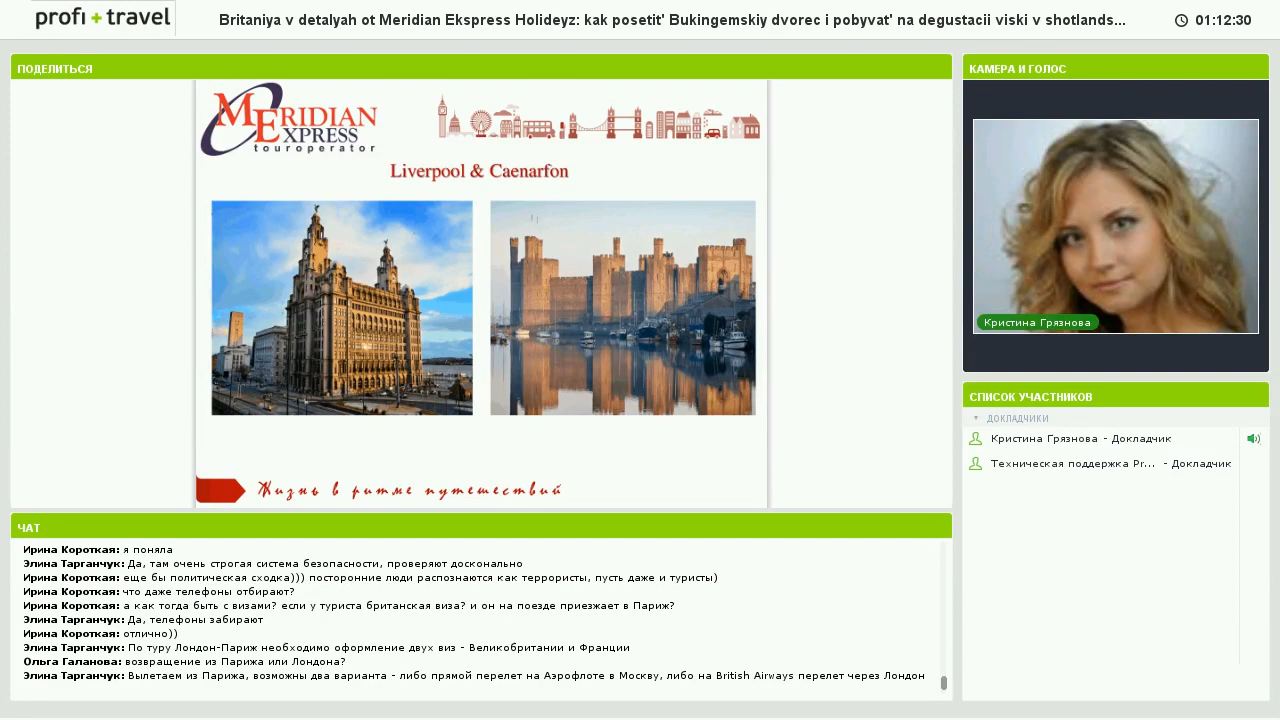 profi + travel
Britaniya v detalyah ot Meridian Ekspress Holideyz: kak posetit' Bukingemskiy dvorec i pobyvat' na degustacii viski v shotlands...
01:12:30
ПОДЕЛИТЬСЯ
MERIDIAN
EXPRESS
touroperator
Liverpool & Caenarfon
Жизнь в ритме путешествий
КАМЕРА И ГОЛОС
Кристина Грязнова
СПИСОК УЧАСТНИКОВ
ДОКЛАДЧИКИ
Кристина Грязнова - Докладчик
Техническая поддержка Pr... - Докладчик
ЧАТ
Ирина Короткая: я поняла
Элина Тарганчук: Да, там очень строгая система безопасности, проверяют досконально
Ирина Короткая: еще бы политическая сходка))) посторонние люди распознаются как террористы, пусть даже и туристы)
Ирина Короткая: что даже телефоны отбирают?
Ирина Короткая: а как тогда быть с визами? если у туриста британская виза? и он на поезде приезжает в Париж?
Элина Тарганчук: Да, телефоны забирают
Ирина Короткая: отлично))
Элина Тарганчук: По туру Лондон-Париж необходимо оформление двух виз - Великобритании и Франции
Ольга Галанова: возвращение из Парижа или Лондона?
Элина Тарганчук: Вылетаем из Парижа, возможны два варианта - либо прямой перелет на Аэрофлоте в Москву, либо на British Airways перелет через Лондон